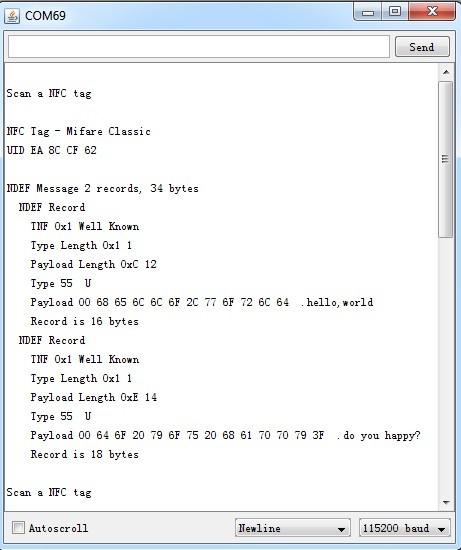 COM69
Send
Scan a NFC tag
NFC Tag - Mifare Classic
UID EA 8C CF 62
NDEF Message 2 records, 34 bytes
NDEF Record
TNF 0x1 Well Known
Type Length 0x1 1
Payload Length 0xC 12
Type 55  U
Payload 00 68 65 6C 6C 6F 2C 77 6F 72 6C 64  .hello,world
Record is 16 bytes
NDEF Record
TNF 0x1 Well Known
Type Length 0x1 1
Payload Length 0xE 14
Type 55  U
Payload 00 64 6F 20 79 6F 75 20 68 61 70 70 79 3F  .do you happy?
Record is 18 bytes
Scan a NFC tag
Autoscroll
Newline
115200 baud